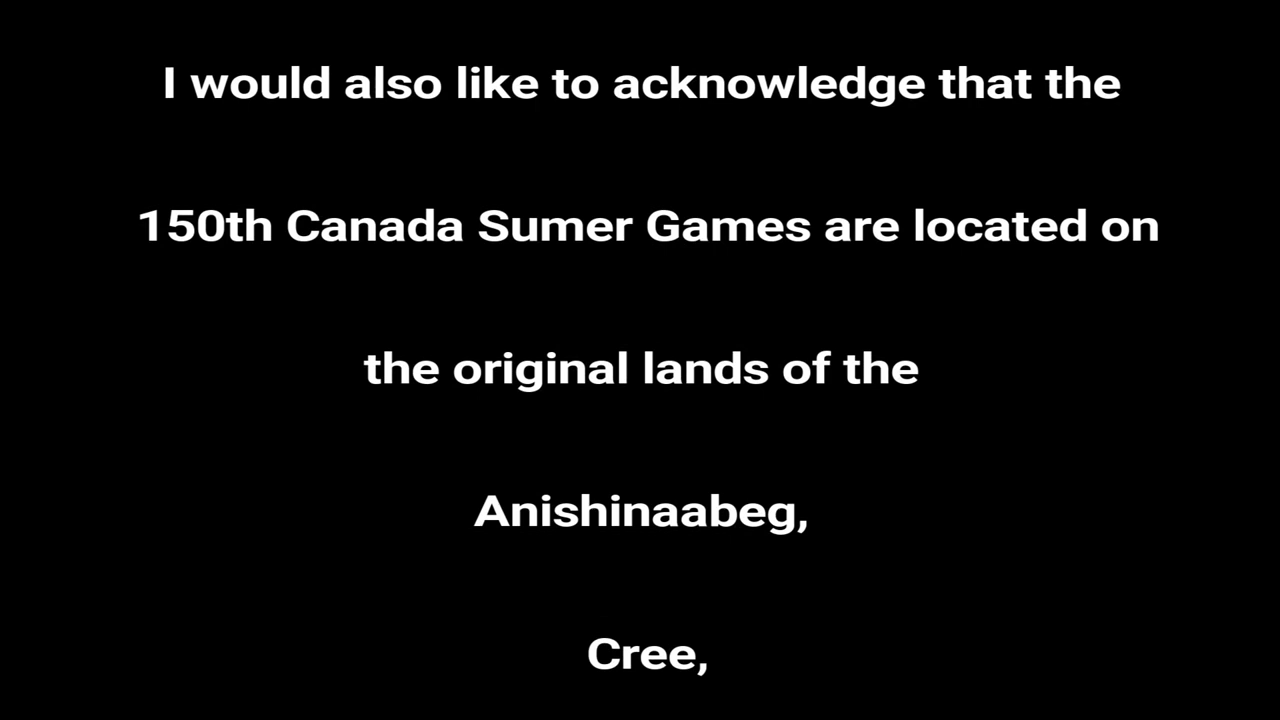 I would also like to acknowledge that the
150th Canada Sumer Games are located on
the original lands of the
Anishinaabeg,
Cree,